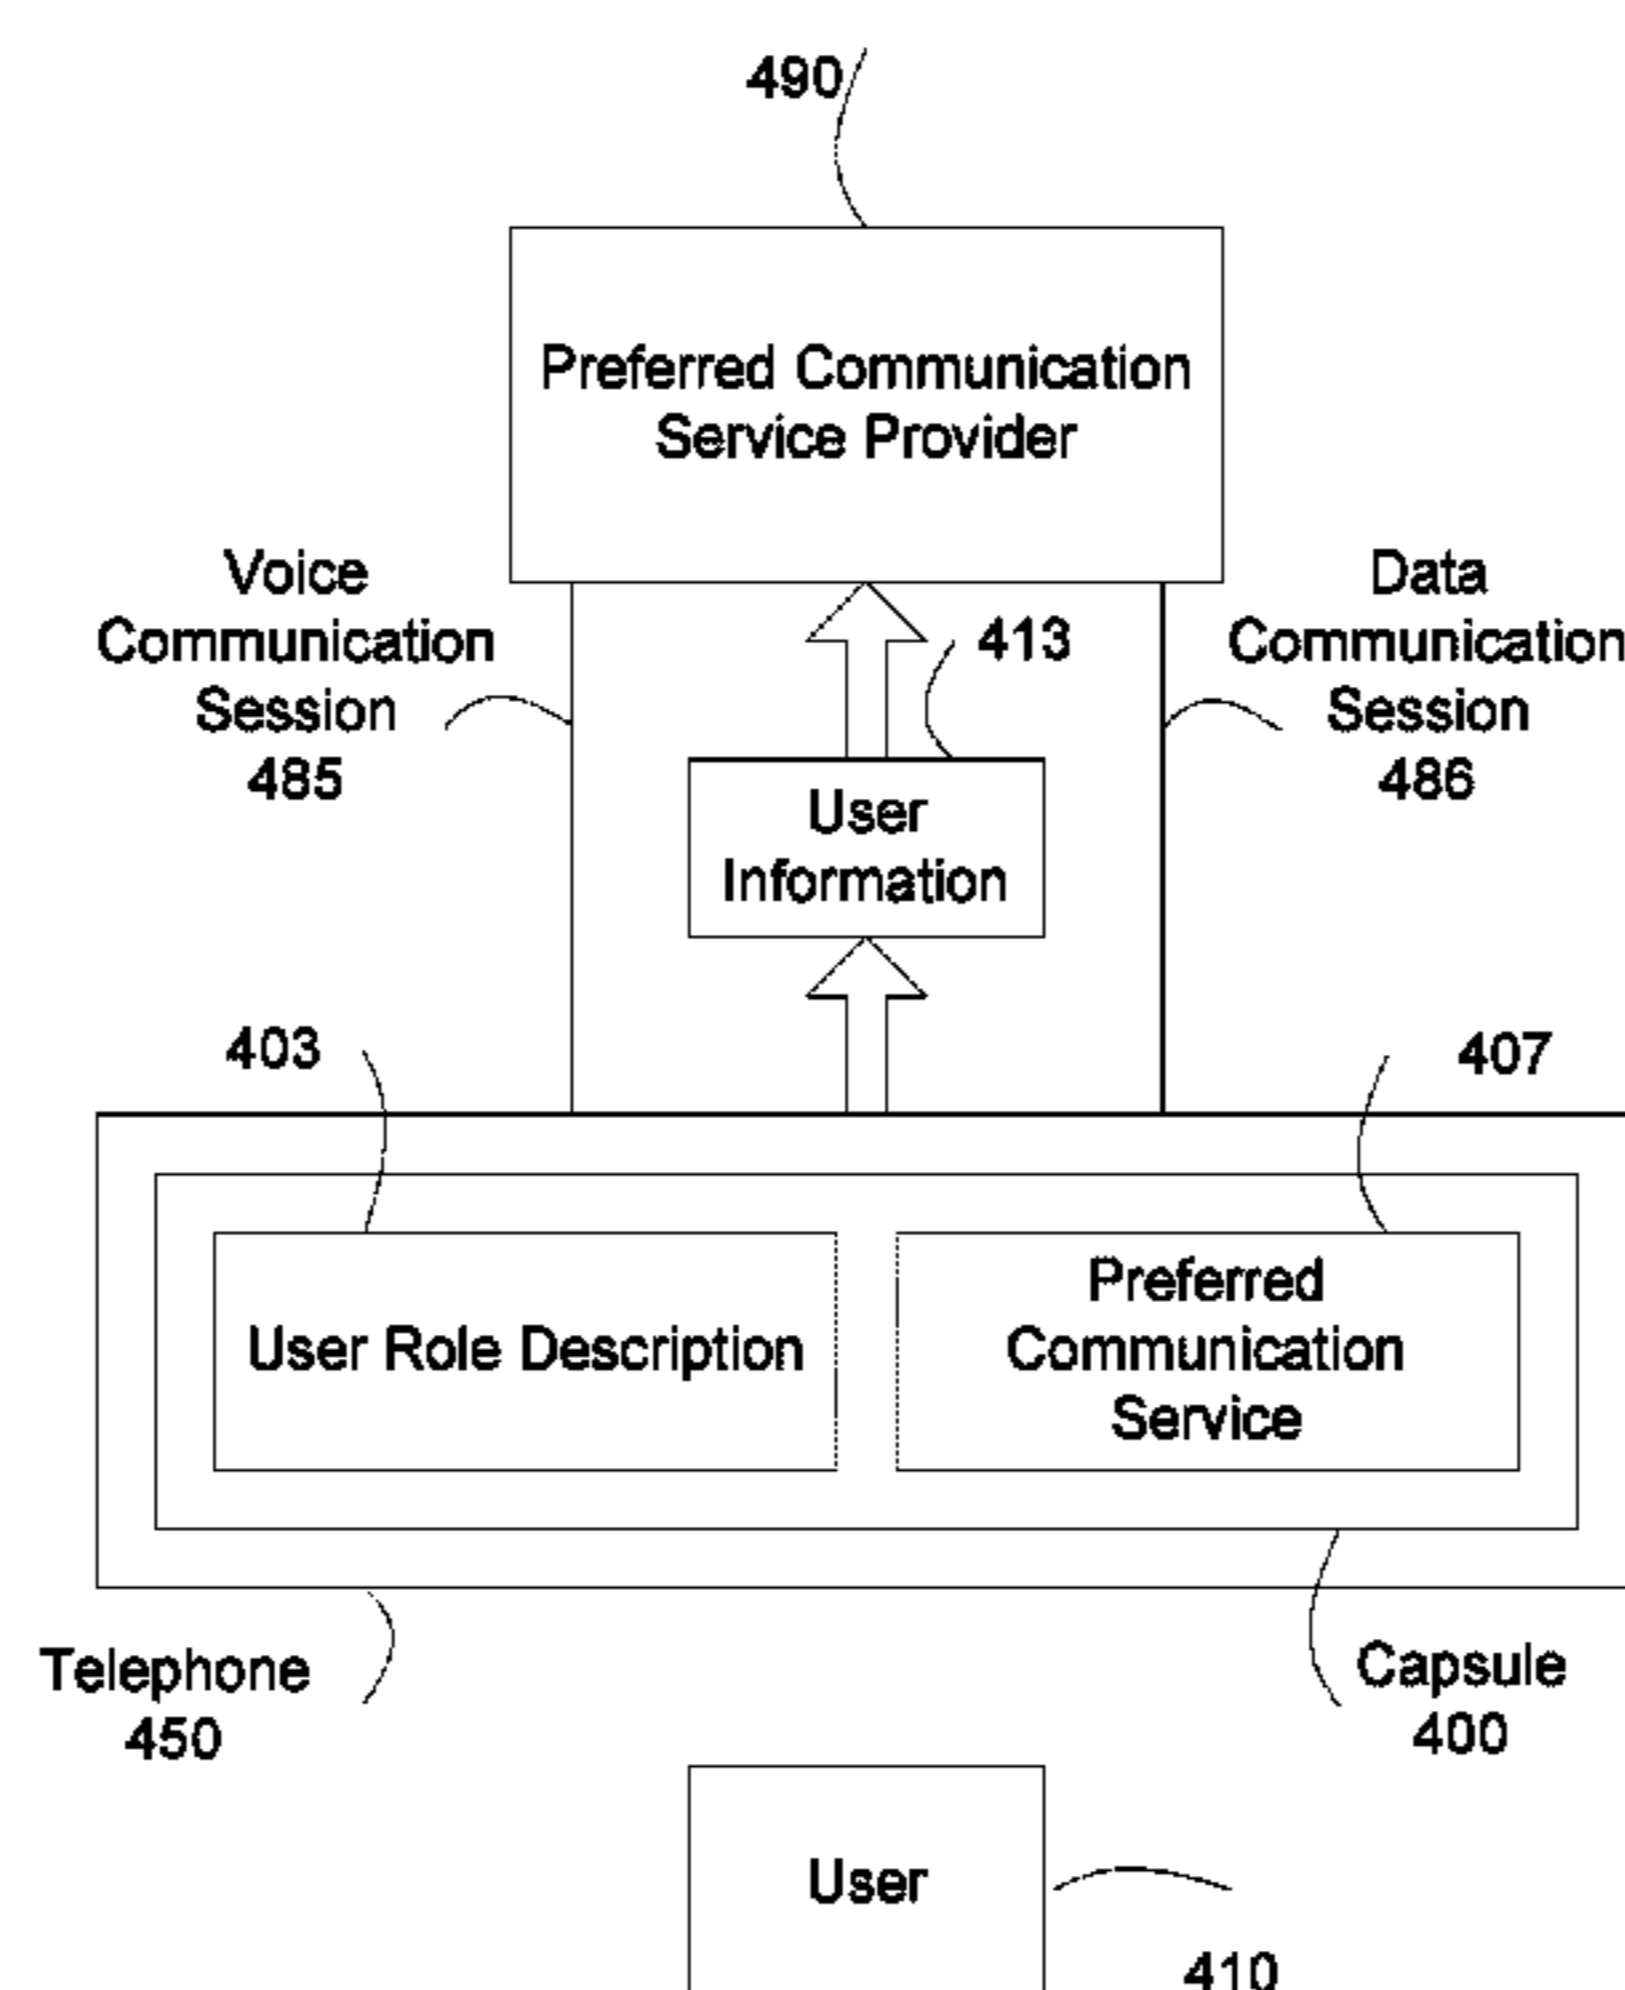 490
Preferred Communication
Service Provider
Voice
Communication
Session
485
413
Data
Communication
Session
486
User
Information
403
407
User Role Description
Preferred
Communication
Service
Telephone
450
Capsule
400
User
410